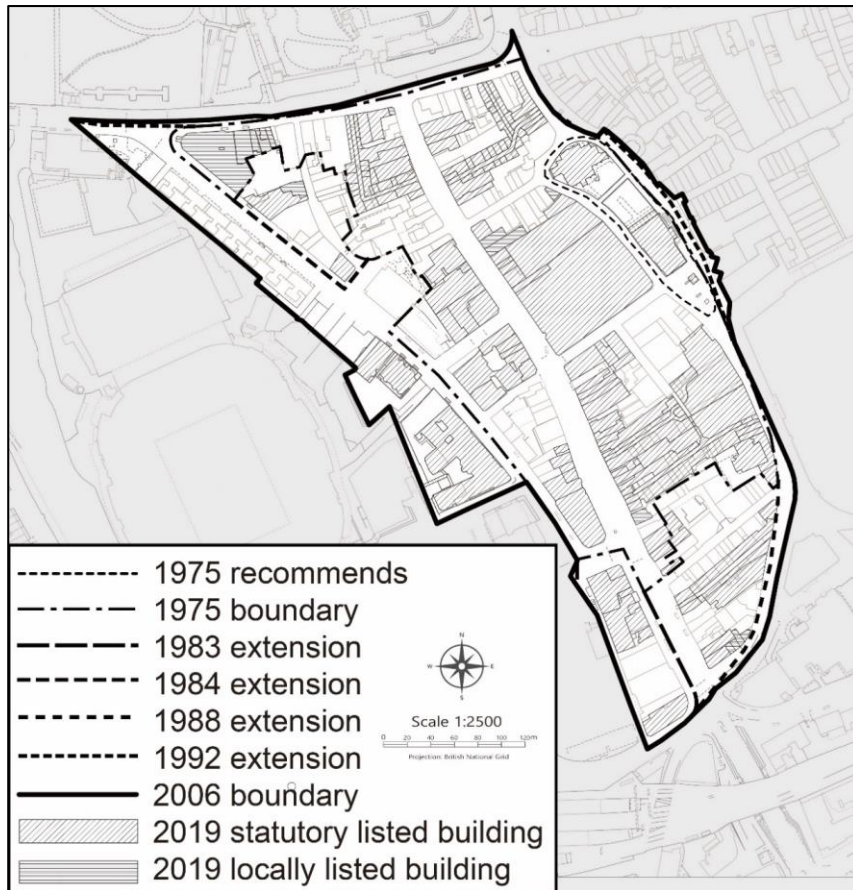 1975 recommends
1975 boundary
1983 extension
1984 extension
1988 extension
1992 extension
2006 boundary
2019 statutory listed building
2019 locally listed building
N
W E
S
Scale 1:2500
0 20 40 60 80 100 120m
Projection: British National Grid